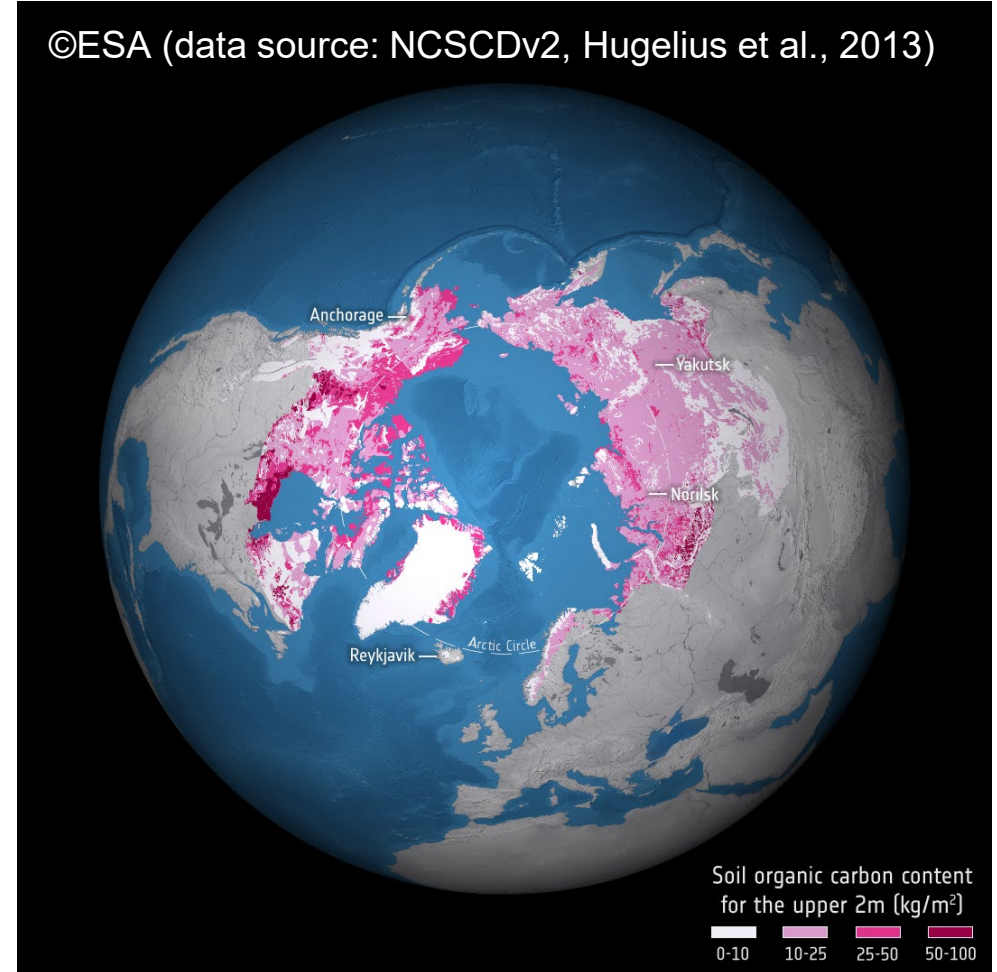 ©ESA (data source: NCSCDv2, Hugelius et al., 2013)
Anchorage
Yakutsk
Norilsk
Arctic Circle
Reykjavik
Soil organic carbon content
for the upper 2m (kg/m²)
0-10 10-25 25-50 50-100